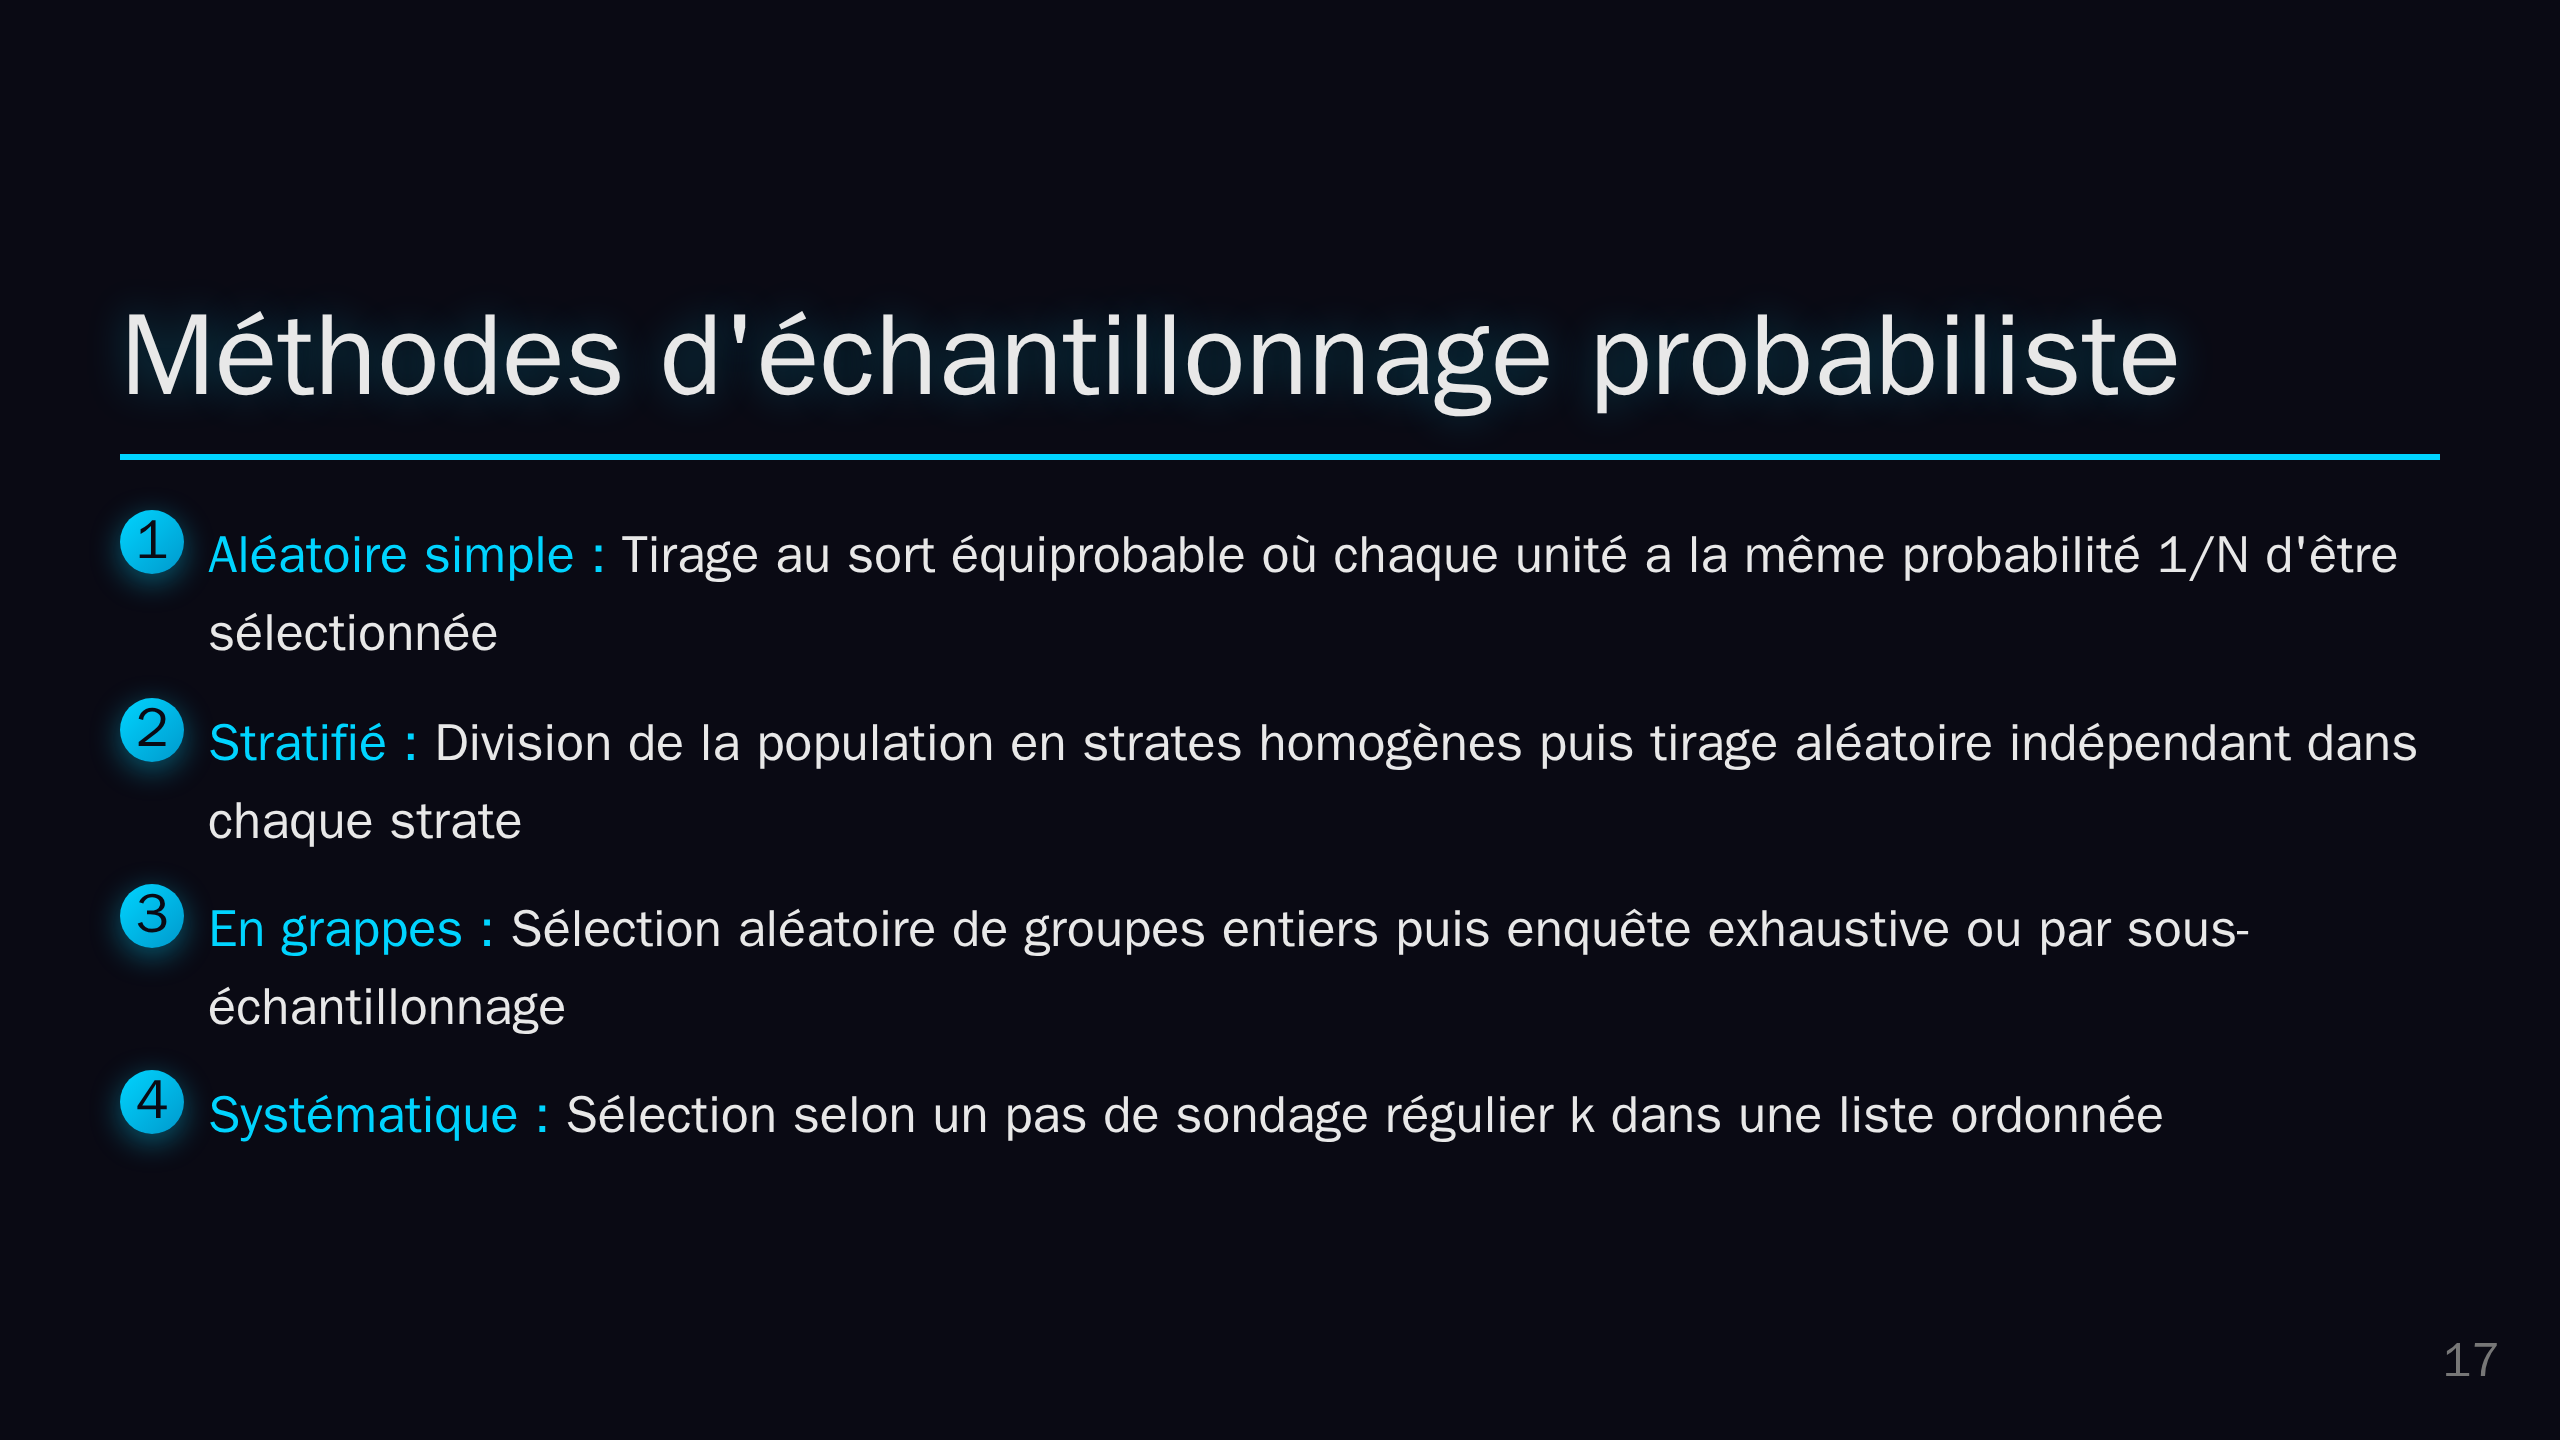 Méthodes d'échantillonnage probabiliste
1 Aléatoire simple : Tirage au sort équiprobable où chaque unité a la même probabilité 1/N d'être
sélectionnée
2 Stratifié : Division de la population en strates homogènes puis tirage aléatoire indépendant dans
chaque strate
3 En grappes : Sélection aléatoire de groupes entiers puis enquête exhaustive ou par sous-
échantillonnage
4 Systématique : Sélection selon un pas de sondage régulier k dans une liste ordonnée
17